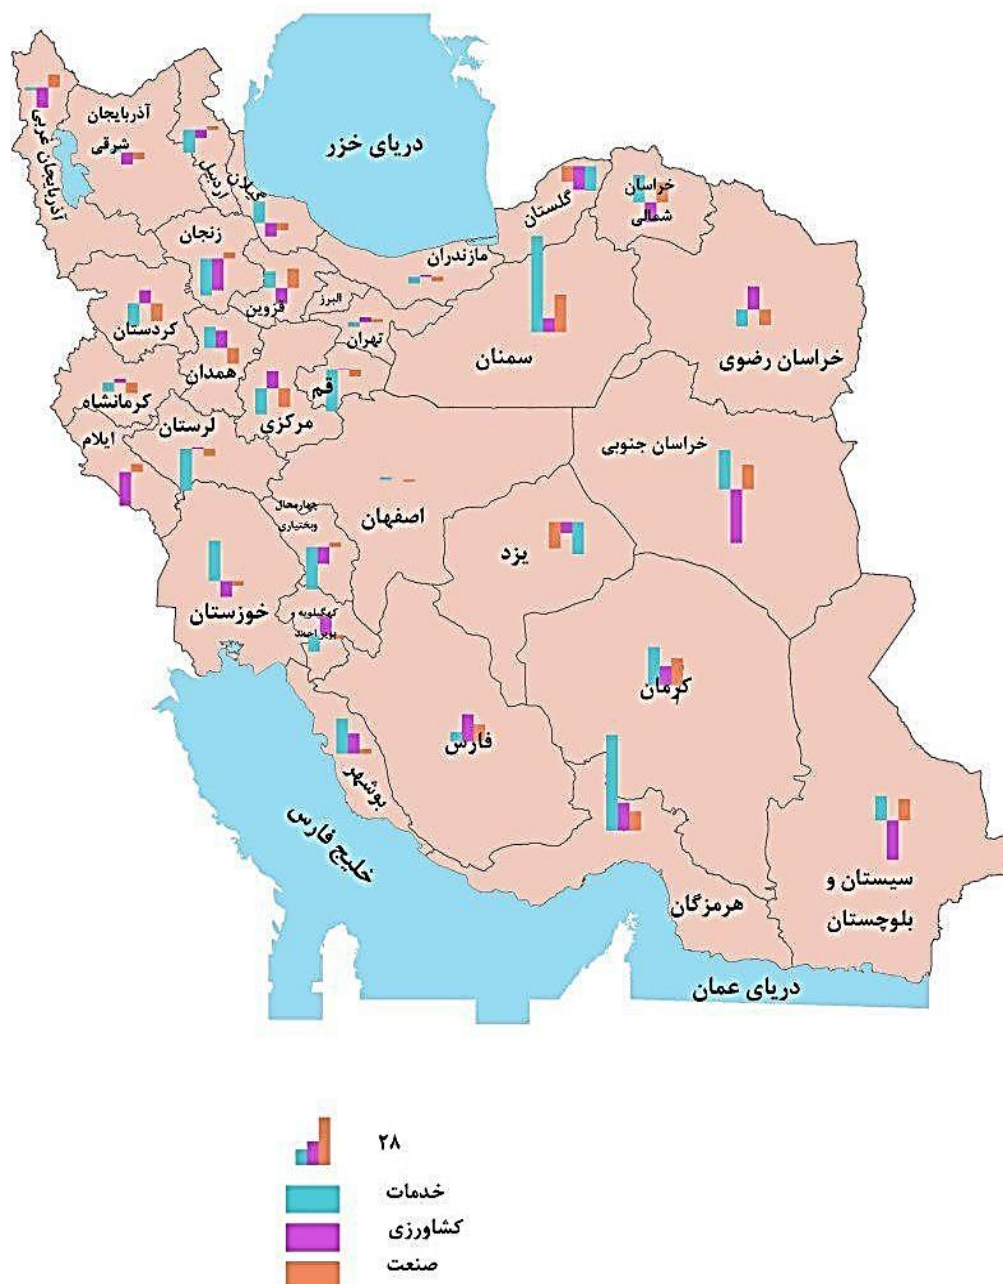 دریای خزر
آذربایجان
شرقی
آذربایجان غربی
اردبیل
گیلان
گلستان
خراسان
شمالی
زنجان
مازندران
البرز
قزوین
تهران
کردستان
همدان
سمنان
خراسان رضوی
کرمانشاه
قم
مرکزی
لرستان
ایلام
خراسان جنوبی
چهارمحال
وبختیاری
اصفهان
یزد
خوزستان
کهگیلویه و
بویراحمد
کرمان
فارس
بوشهر
خلیج فارس
هرمزگان
سیستان و
بلوچستان
دریای عمان
۲۸
خدمات
کشاورزی
صنعت